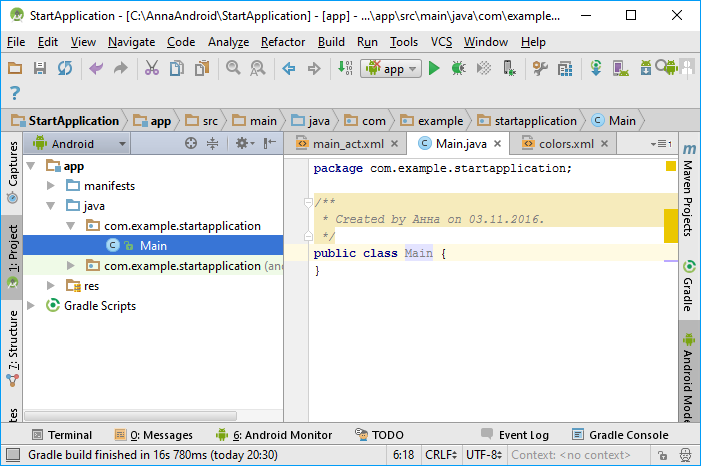 StartApplication - [C:\AnnaAndroid\StartApplication] - [app] - ...\app\src\main\java\com\example...
File Edit View Navigate Code Analyze Refactor Build Run Tools VCS Window Help
app
?
StartApplication app src main java com example startapplication Main
Android
main_act.xml Main.java colors.xml
Captures
1: Project
7: Structure
tes
app
manifests
java
com.example.startapplication
Main
com.example.startapplication (and
res
Gradle Scripts
package com.example.startapplication;
/**
* Created by Анна on 03.11.2016.
*/
public class Main {
}
Maven Projects
Gradle
Android Mode
Terminal 0: Messages 6: Android Monitor TODO Event Log Gradle Console
Gradle build finished in 16s 780ms (today 20:30) 6:18 CRLF UTF-8 Context: <no context>